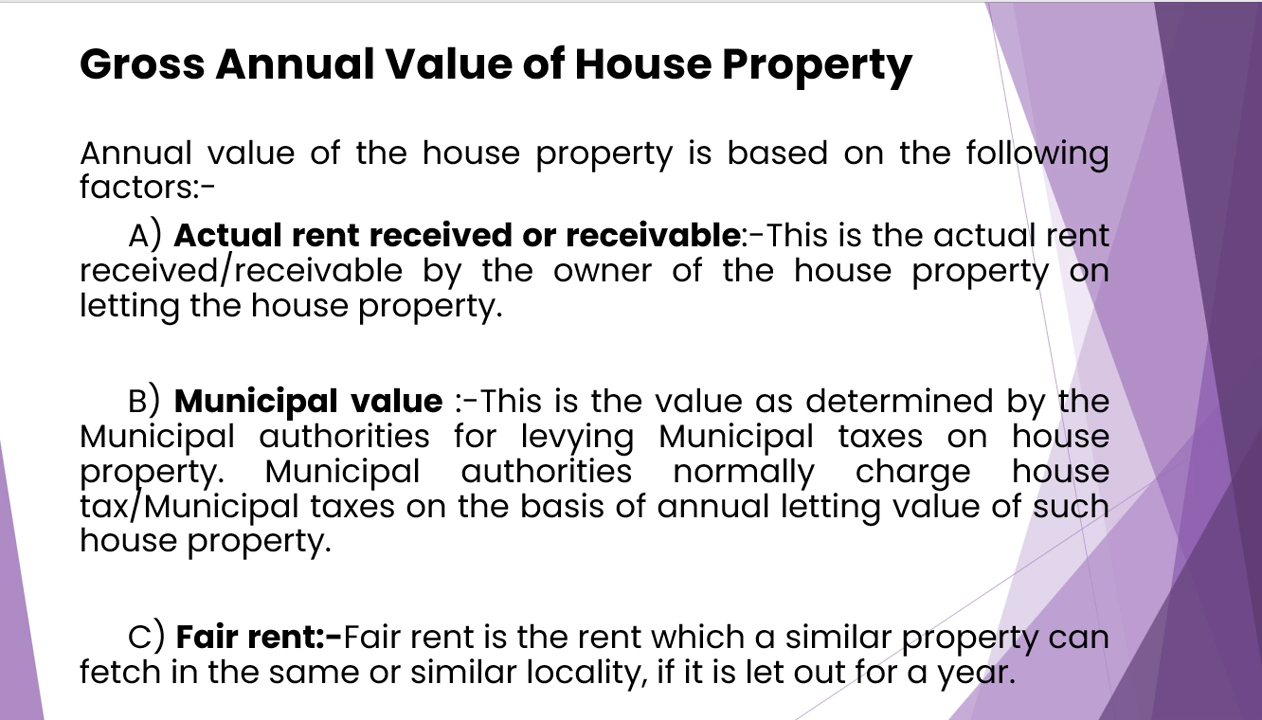 Gross Annual Value of House Property
Annual value of the house property is based on the following
factors:-
A) Actual rent received or receivable:-This is the actual rent
received/receivable by the owner of the house property on
letting the house property.
B) Municipal value :-This is the value as determined by the
Municipal authorities for levying Municipal taxes on house
property. Municipal authorities normally charge house
tax/Municipal taxes on the basis of annual letting value of such
house property.
C) Fair rent:-Fair rent is the rent which a similar property can
fetch in the same or similar locality, if it is let out for a year.